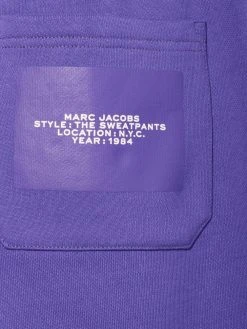 MARC JACOBS
STYLE : THE SWEATPANTS
LOCATION : N.Y.C.
YEAR : 1984